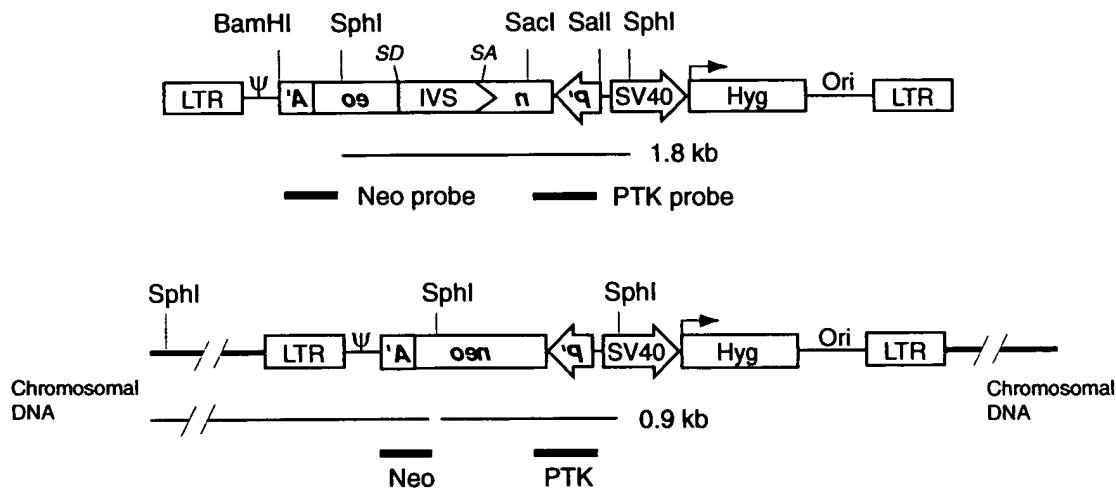 BamHI SphI SacI SalI SphI
SD SA
LTR Ψ A' eo IVS n P' SV40 Hyg Ori LTR
1.8 kb
Neo probe PTK probe
SphI SphI SphI
LTR Ψ A' neo P' SV40 Hyg Ori LTR
Chromosomal
DNA
Chromosomal
DNA
0.9 kb
Neo PTK